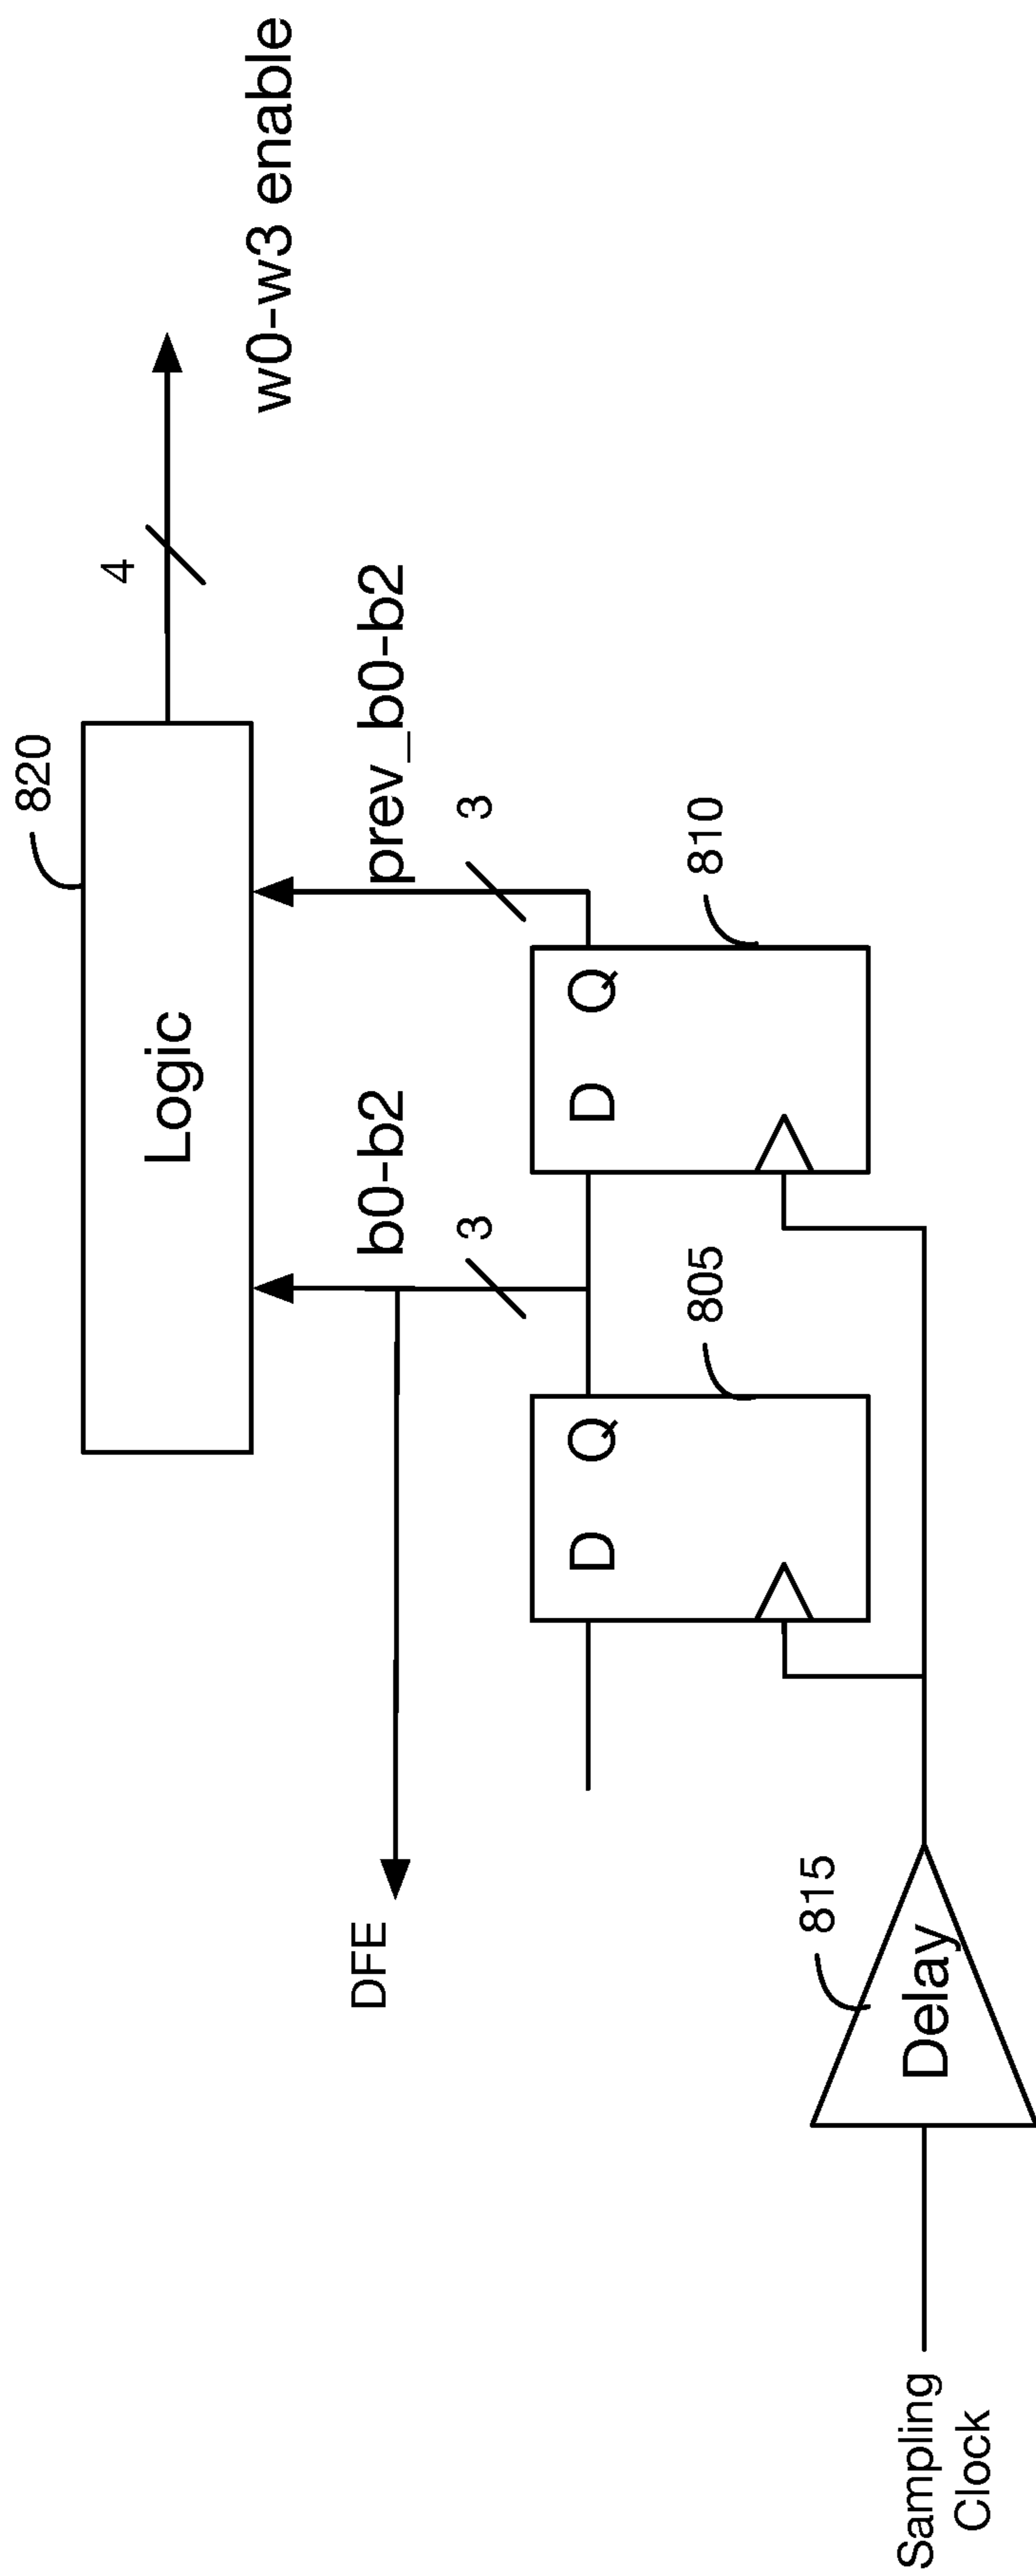 820
4
w0-w3 enable
Logic
b0-b2
prev_b0-b2
DFE
3
3
D Q
D Q
805
810
815
Delay
Sampling
Clock